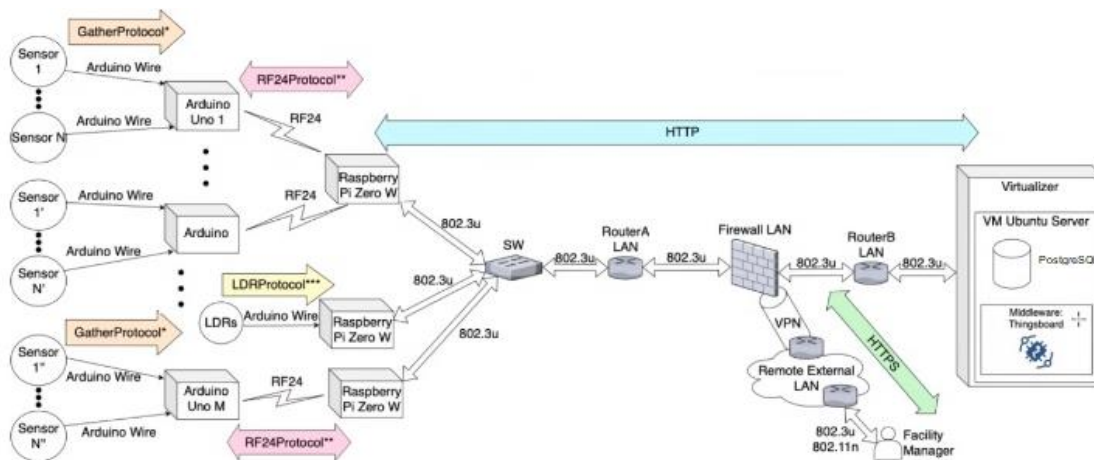 GatherProtocol*
Sensor
1
Arduino Wire
RF24Protocol**
Arduino
Uno 1
Arduino Wire
Sensor N
RF24
HTTP
Raspberry
Pi Zero W
Virtualizer
Sensor
1'
Arduino Wire
RF24
Arduino
802.3u
VM Ubuntu Server
PostgreSQL
SW
RouterA
LAN
Firewall LAN
RouterB
LAN
Arduino Wire
Sensor
N'
802.3u
802.3u
802.3u
802.3u
LDRProtocol***
802.3u
LDRs
Arduino Wire
Raspberry
Pi Zero W
802.3u
Middleware:
Thingsboard
VPN
HTTPS
GatherProtocol*
Sensor
1"
Arduino Wire
RF24
Arduino
Uno M
Raspberry
Pi Zero W
Remote External
LAN
Arduino Wire
Sensor
N"
RF24Protocol**
802.3u
802.11n
Facility
Manager